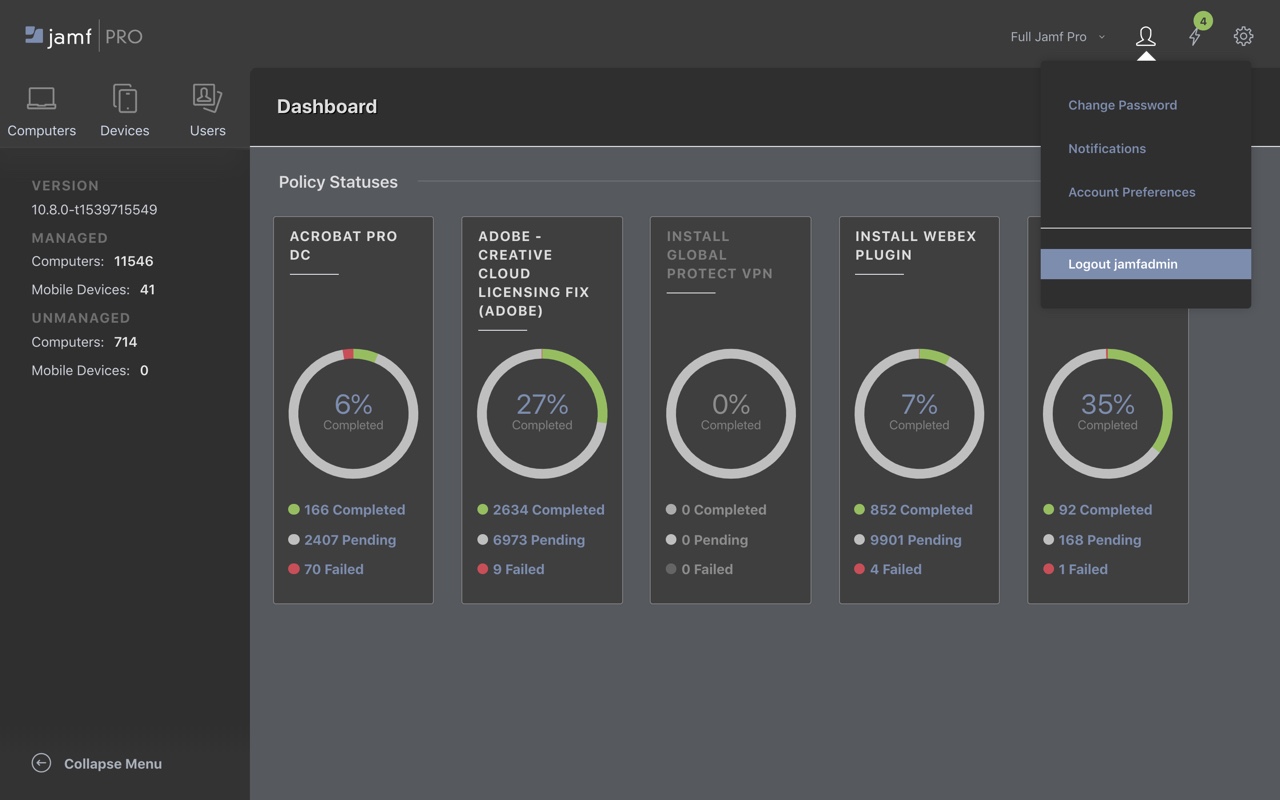 jamf PRO
Full Jamf Pro
4
Computers
Devices
Users
Change Password
Notifications
Account Preferences
Logout jamfadmin
VERSION
10.8.0-t1539715549
MANAGED
Computers: 11546
Mobile Devices: 41
UNMANAGED
Computers: 714
Mobile Devices: 0
Collapse Menu
Dashboard
Policy Statuses
ACROBAT PRO
DC
6%
Completed
166 Completed
2407 Pending
70 Failed
ADOBE -
CREATIVE
CLOUD
LICENSING FIX
(ADOBE)
27%
Completed
2634 Completed
6973 Pending
9 Failed
INSTALL
GLOBAL
PROTECT VPN
0%
Completed
0 Completed
0 Pending
0 Failed
INSTALL WEBEX
PLUGIN
7%
Completed
852 Completed
9901 Pending
4 Failed
35%
Completed
92 Completed
168 Pending
1 Failed